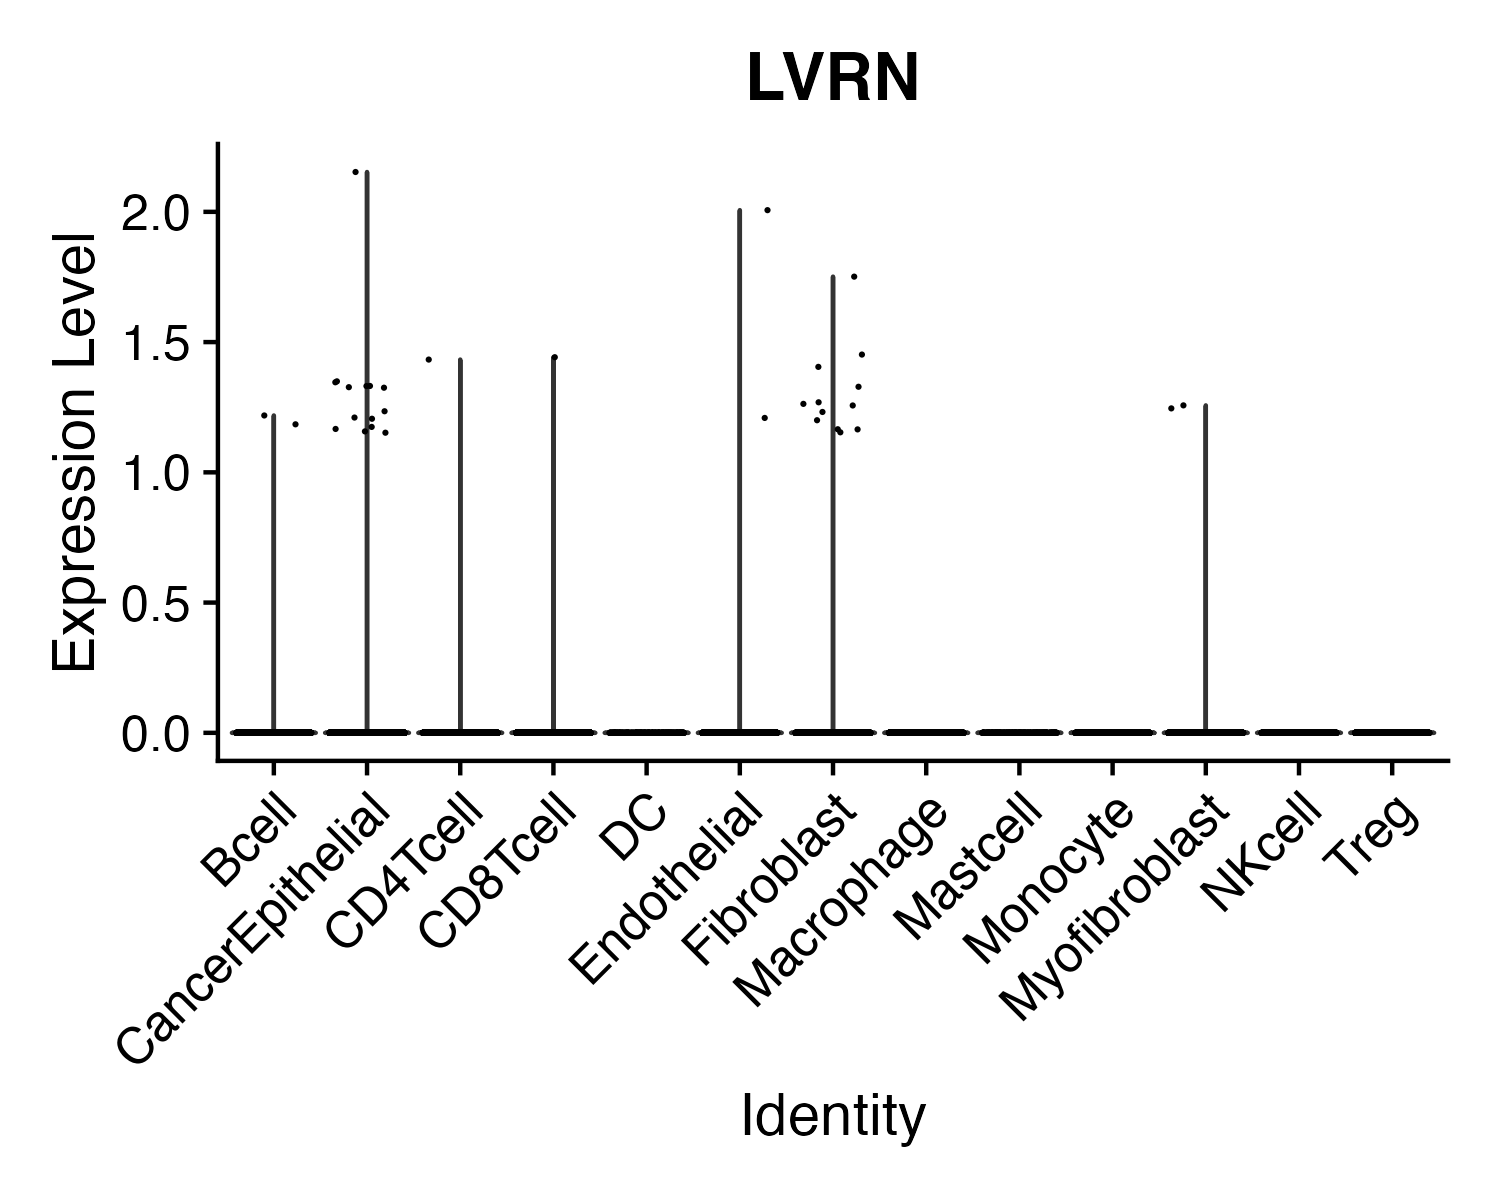 LVRN
Expression Level
2.0
1.5
1.0
0.5
0.0
Bcell
CancerEpithelial
CD4Tcell
CD8Tcell
DC
Endothelial
Fibroblast
Macrophage
Mastcell
Monocyte
Myofibroblast
NKcell
Treg
Identity